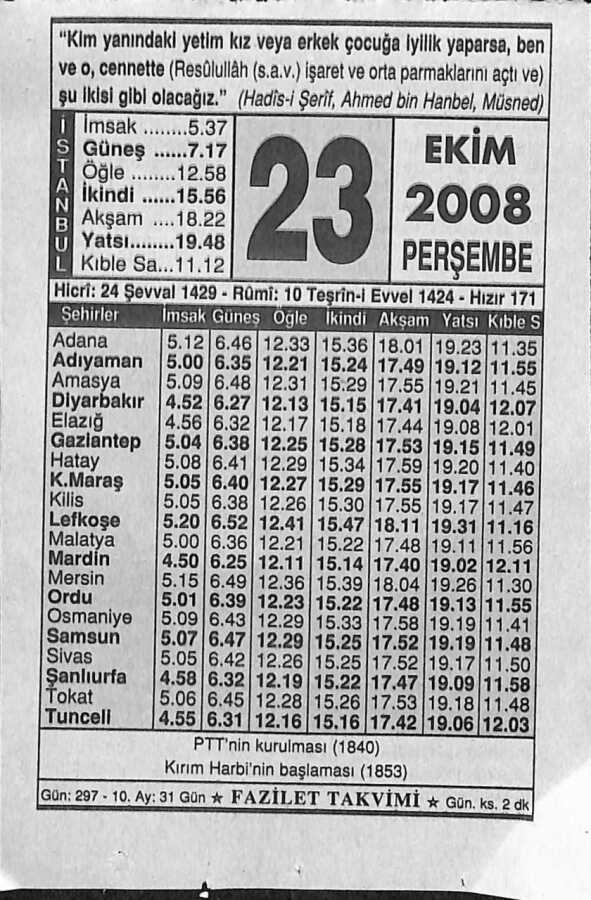 “Kim yanındaki yetim kız veya erkek çocuğa iyilik yaparsa, ben
ve o, cennette (Resûlullâh (s.a.v.) işaret ve orta parmaklarını açtı ve)
şu ikisi gibi olacağız.” (Hadîs-i Şerîf, Ahmed bin Hanbel, Müsned)
İSTANBUL
İmsak ........5.37
Güneş ......7.17
Öğle ........12.58
İkindi ......15.56
Akşam ....18.22
Yatsı........19.48
Kıble Sa...11.12
23
EKİM
2008
PERŞEMBE
Hicrî: 24 Şevval 1429 - Rûmî: 10 Teşrîn-i Evvel 1424 - Hızır 171
Şehirler İmsak Güneş Öğle İkindi Akşam Yatsı Kıble S
Adana 5.12 6.46 12.33 15.36 18.01 19.23 11.35
Adıyaman 5.00 6.35 12.21 15.24 17.49 19.12 11.55
Amasya 5.09 6.48 12.31 15.29 17.55 19.21 11.45
Diyarbakır 4.52 6.27 12.13 15.15 17.41 19.04 12.07
Elazığ 4.56 6.32 12.17 15.18 17.44 19.08 12.01
Gaziantep 5.04 6.38 12.25 15.28 17.53 19.15 11.49
Hatay 5.08 6.41 12.29 15.34 17.59 19.20 11.40
K.Maraş 5.05 6.40 12.27 15.29 17.55 19.17 11.46
Kilis 5.05 6.38 12.26 15.30 17.55 19.17 11.47
Lefkoşe 5.20 6.52 12.41 15.47 18.11 19.31 11.16
Malatya 5.00 6.36 12.21 15.22 17.48 19.11 11.56
Mardin 4.50 6.25 12.11 15.14 17.40 19.02 12.11
Mersin 5.15 6.49 12.36 15.39 18.04 19.26 11.30
Ordu 5.01 6.39 12.23 15.22 17.48 19.13 11.55
Osmaniye 5.09 6.43 12.29 15.33 17.58 19.19 11.41
Samsun 5.07 6.47 12.29 15.25 17.52 19.19 11.48
Sivas 5.05 6.42 12.26 15.25 17.52 19.17 11.50
Şanlıurfa 4.58 6.32 12.19 15.22 17.47 19.09 11.58
Tokat 5.06 6.45 12.28 15.26 17.53 19.18 11.48
Tunceli 4.55 6.31 12.16 15.16 17.42 19.06 12.03
PTT'nin kurulması (1840)
Kırım Harbi'nin başlaması (1853)
Gün: 297 - 10. Ay: 31 Gün ★ FAZİLET TAKVİMİ ★ Gün. ks. 2 dk